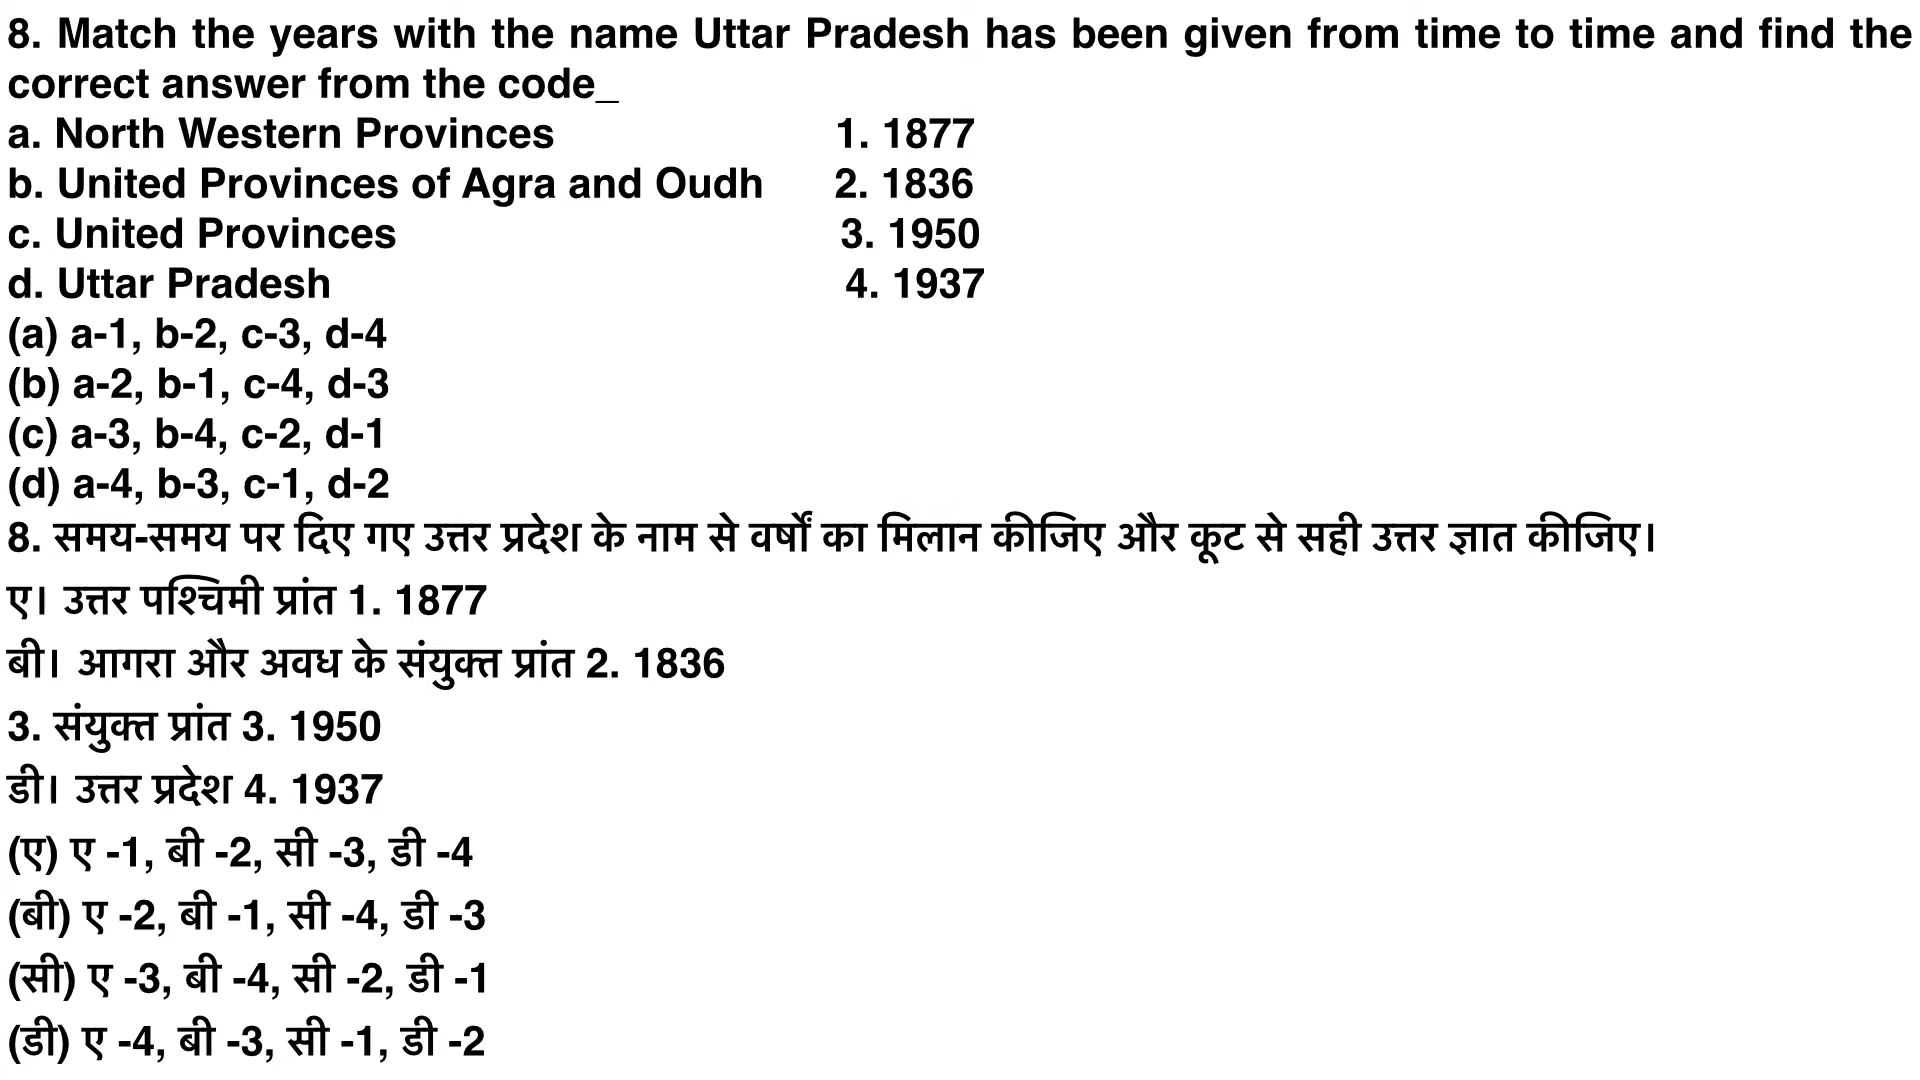 8. Match the years with the name Uttar Pradesh has been given from time to time and find the
correct answer from the code_
a. North Western Provinces 1. 1877
b. United Provinces of Agra and Oudh 2. 1836
c. United Provinces 3. 1950
d. Uttar Pradesh 4. 1937
(a) a-1, b-2, c-3, d-4
(b) a-2, b-1, c-4, d-3
(c) a-3, b-4, c-2, d-1
(d) a-4, b-3, c-1, d-2
8. समय-समय पर दिए गए उत्तर प्रदेश के नाम से वर्षों का मिलान कीजिए और कूट से सही उत्तर ज्ञात कीजिए।
ए। उत्तर पश्चिमी प्रांत 1. 1877
बी। आगरा और अवध के संयुक्त प्रांत 2. 1836
3. संयुक्त प्रांत 3. 1950
डी। उत्तर प्रदेश 4. 1937
(ए) ए -1, बी -2, सी -3, डी -4
(बी) ए -2, बी -1, सी -4, डी -3
(सी) ए -3, बी -4, सी -2, डी -1
(डी) ए -4, बी -3, सी -1, डी -2